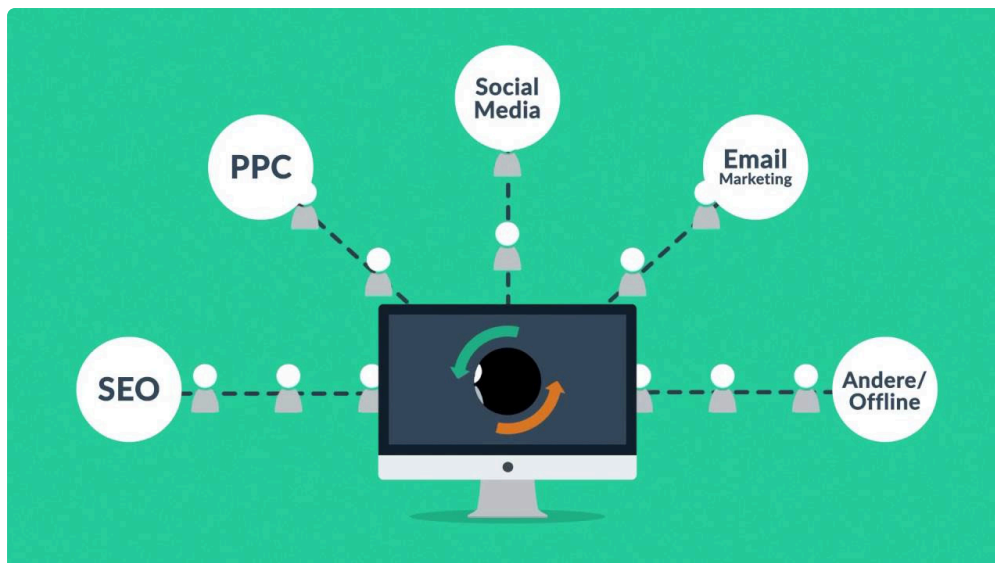 Social
Media
PPC
Email
Marketing
SEO
Andere/
Offline